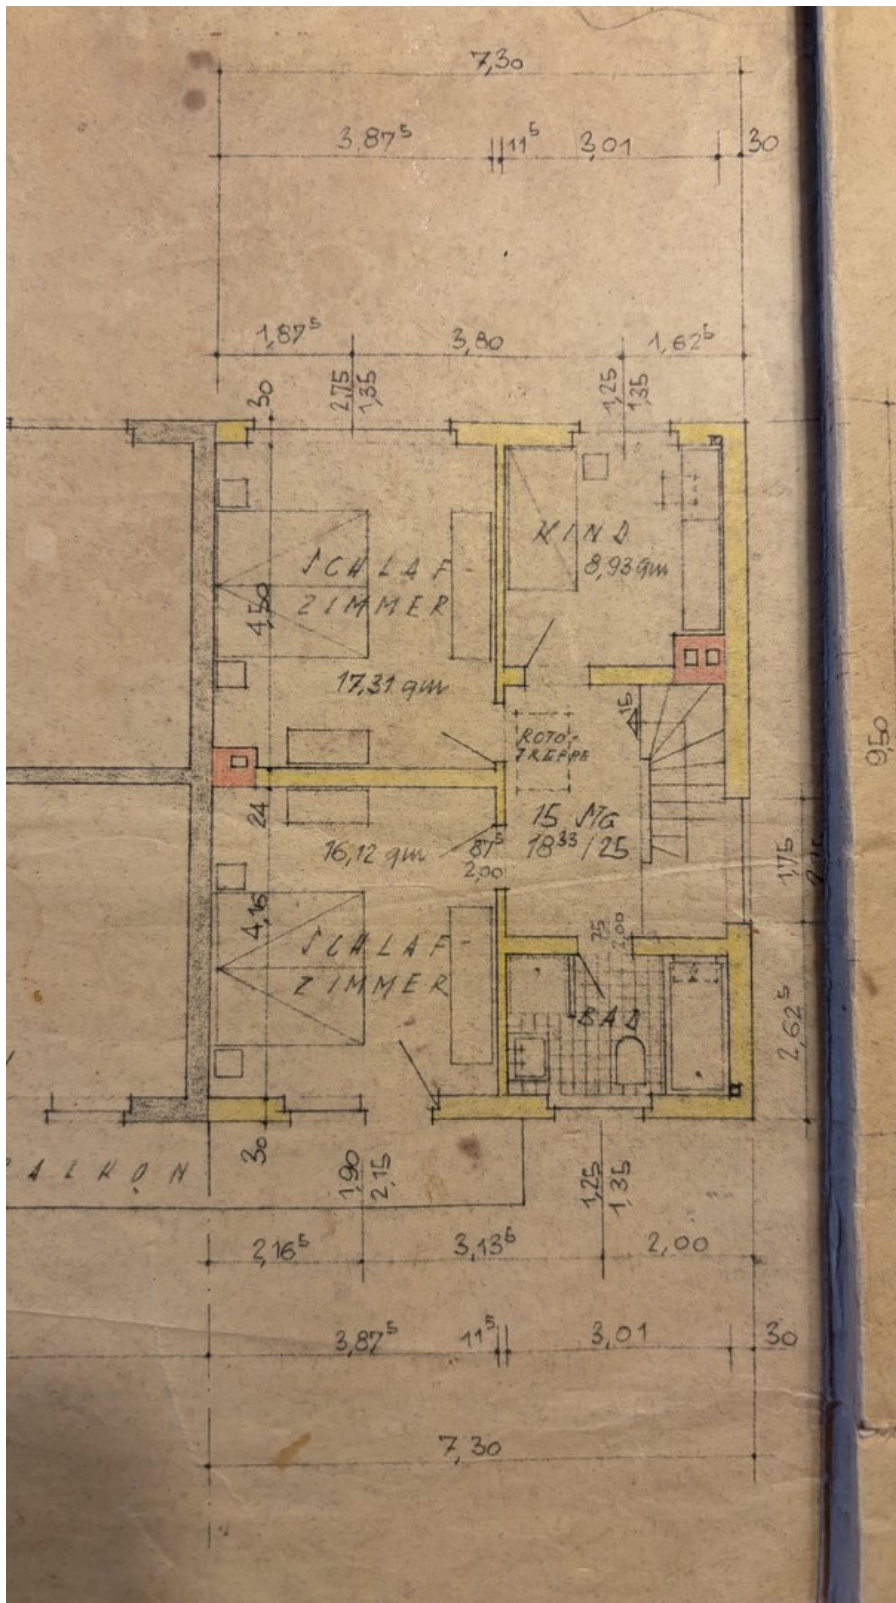 7,30
3,87⁵
11⁵
3,01
30
1,87⁵
3,80
1,62⁵
30
2,75
1,35
1,25
1,35
SCHLAF-
ZIMMER
4,50
17,31 qm
KIND
8,93 qm
ROTO-
TREPPE
15
9,50
24
16,12 qm
87⁵
2,00
15 STG
18³³/25
1,75
4,16
SCHLAF-
ZIMMER
75
2,00
BAD
2,62⁵
30
ALKON
1,90
2,15
1,25
1,35
2,16⁵
3,13⁵
2,00
3,87⁵
11⁵
3,01
30
7,30